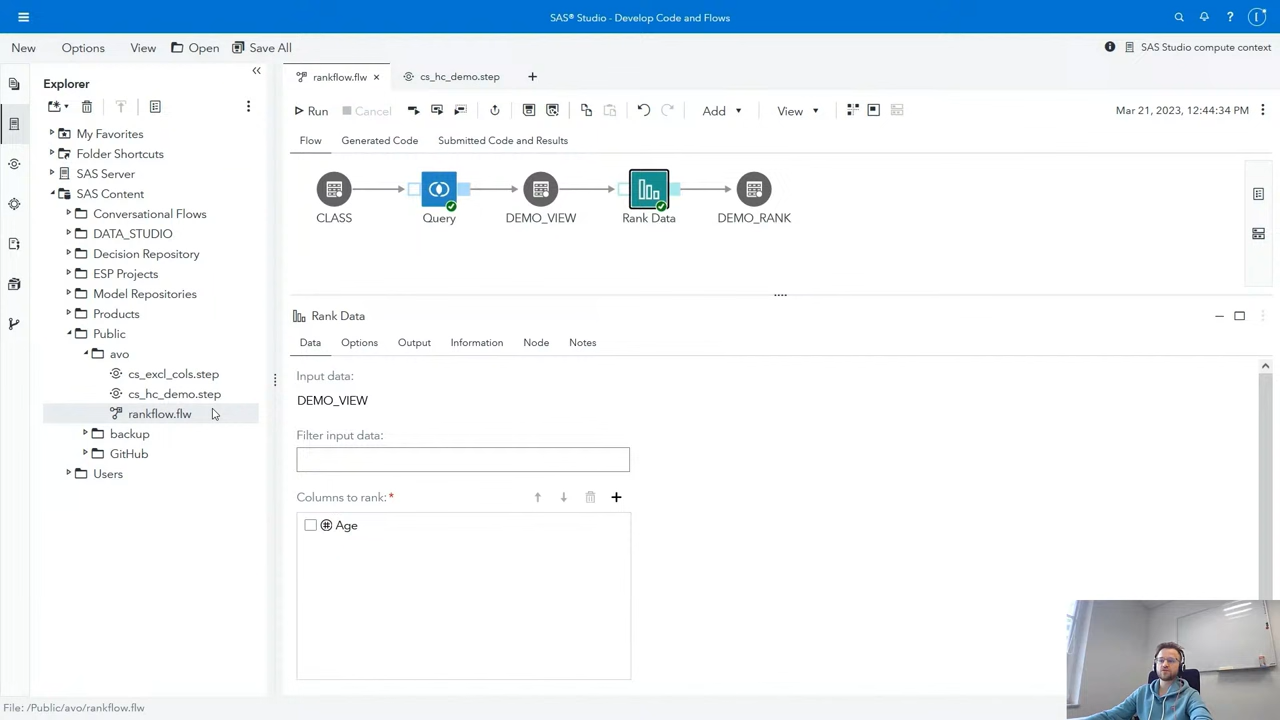 SAS® Studio - Develop Code and Flows
New Options View Open Save All
SAS Studio compute context
Explorer
My Favorites
Folder Shortcuts
SAS Server
SAS Content
Conversational Flows
DATA_STUDIO
Decision Repository
ESP Projects
Model Repositories
Products
Public
avo
cs_excl_cols.step
cs_hc_demo.step
rankflow.flw
backup
GitHub
Users
rankflow.flw cs_hc_demo.step
Run Cancel Add View Mar 21, 2023, 12:44:34 PM
Flow Generated Code Submitted Code and Results
CLASS Query DEMO_VIEW Rank Data DEMO_RANK
Rank Data
Data Options Output Information Node Notes
Input data:
DEMO_VIEW
Filter input data:
Columns to rank:*
Age
File: /Public/avo/rankflow.flw